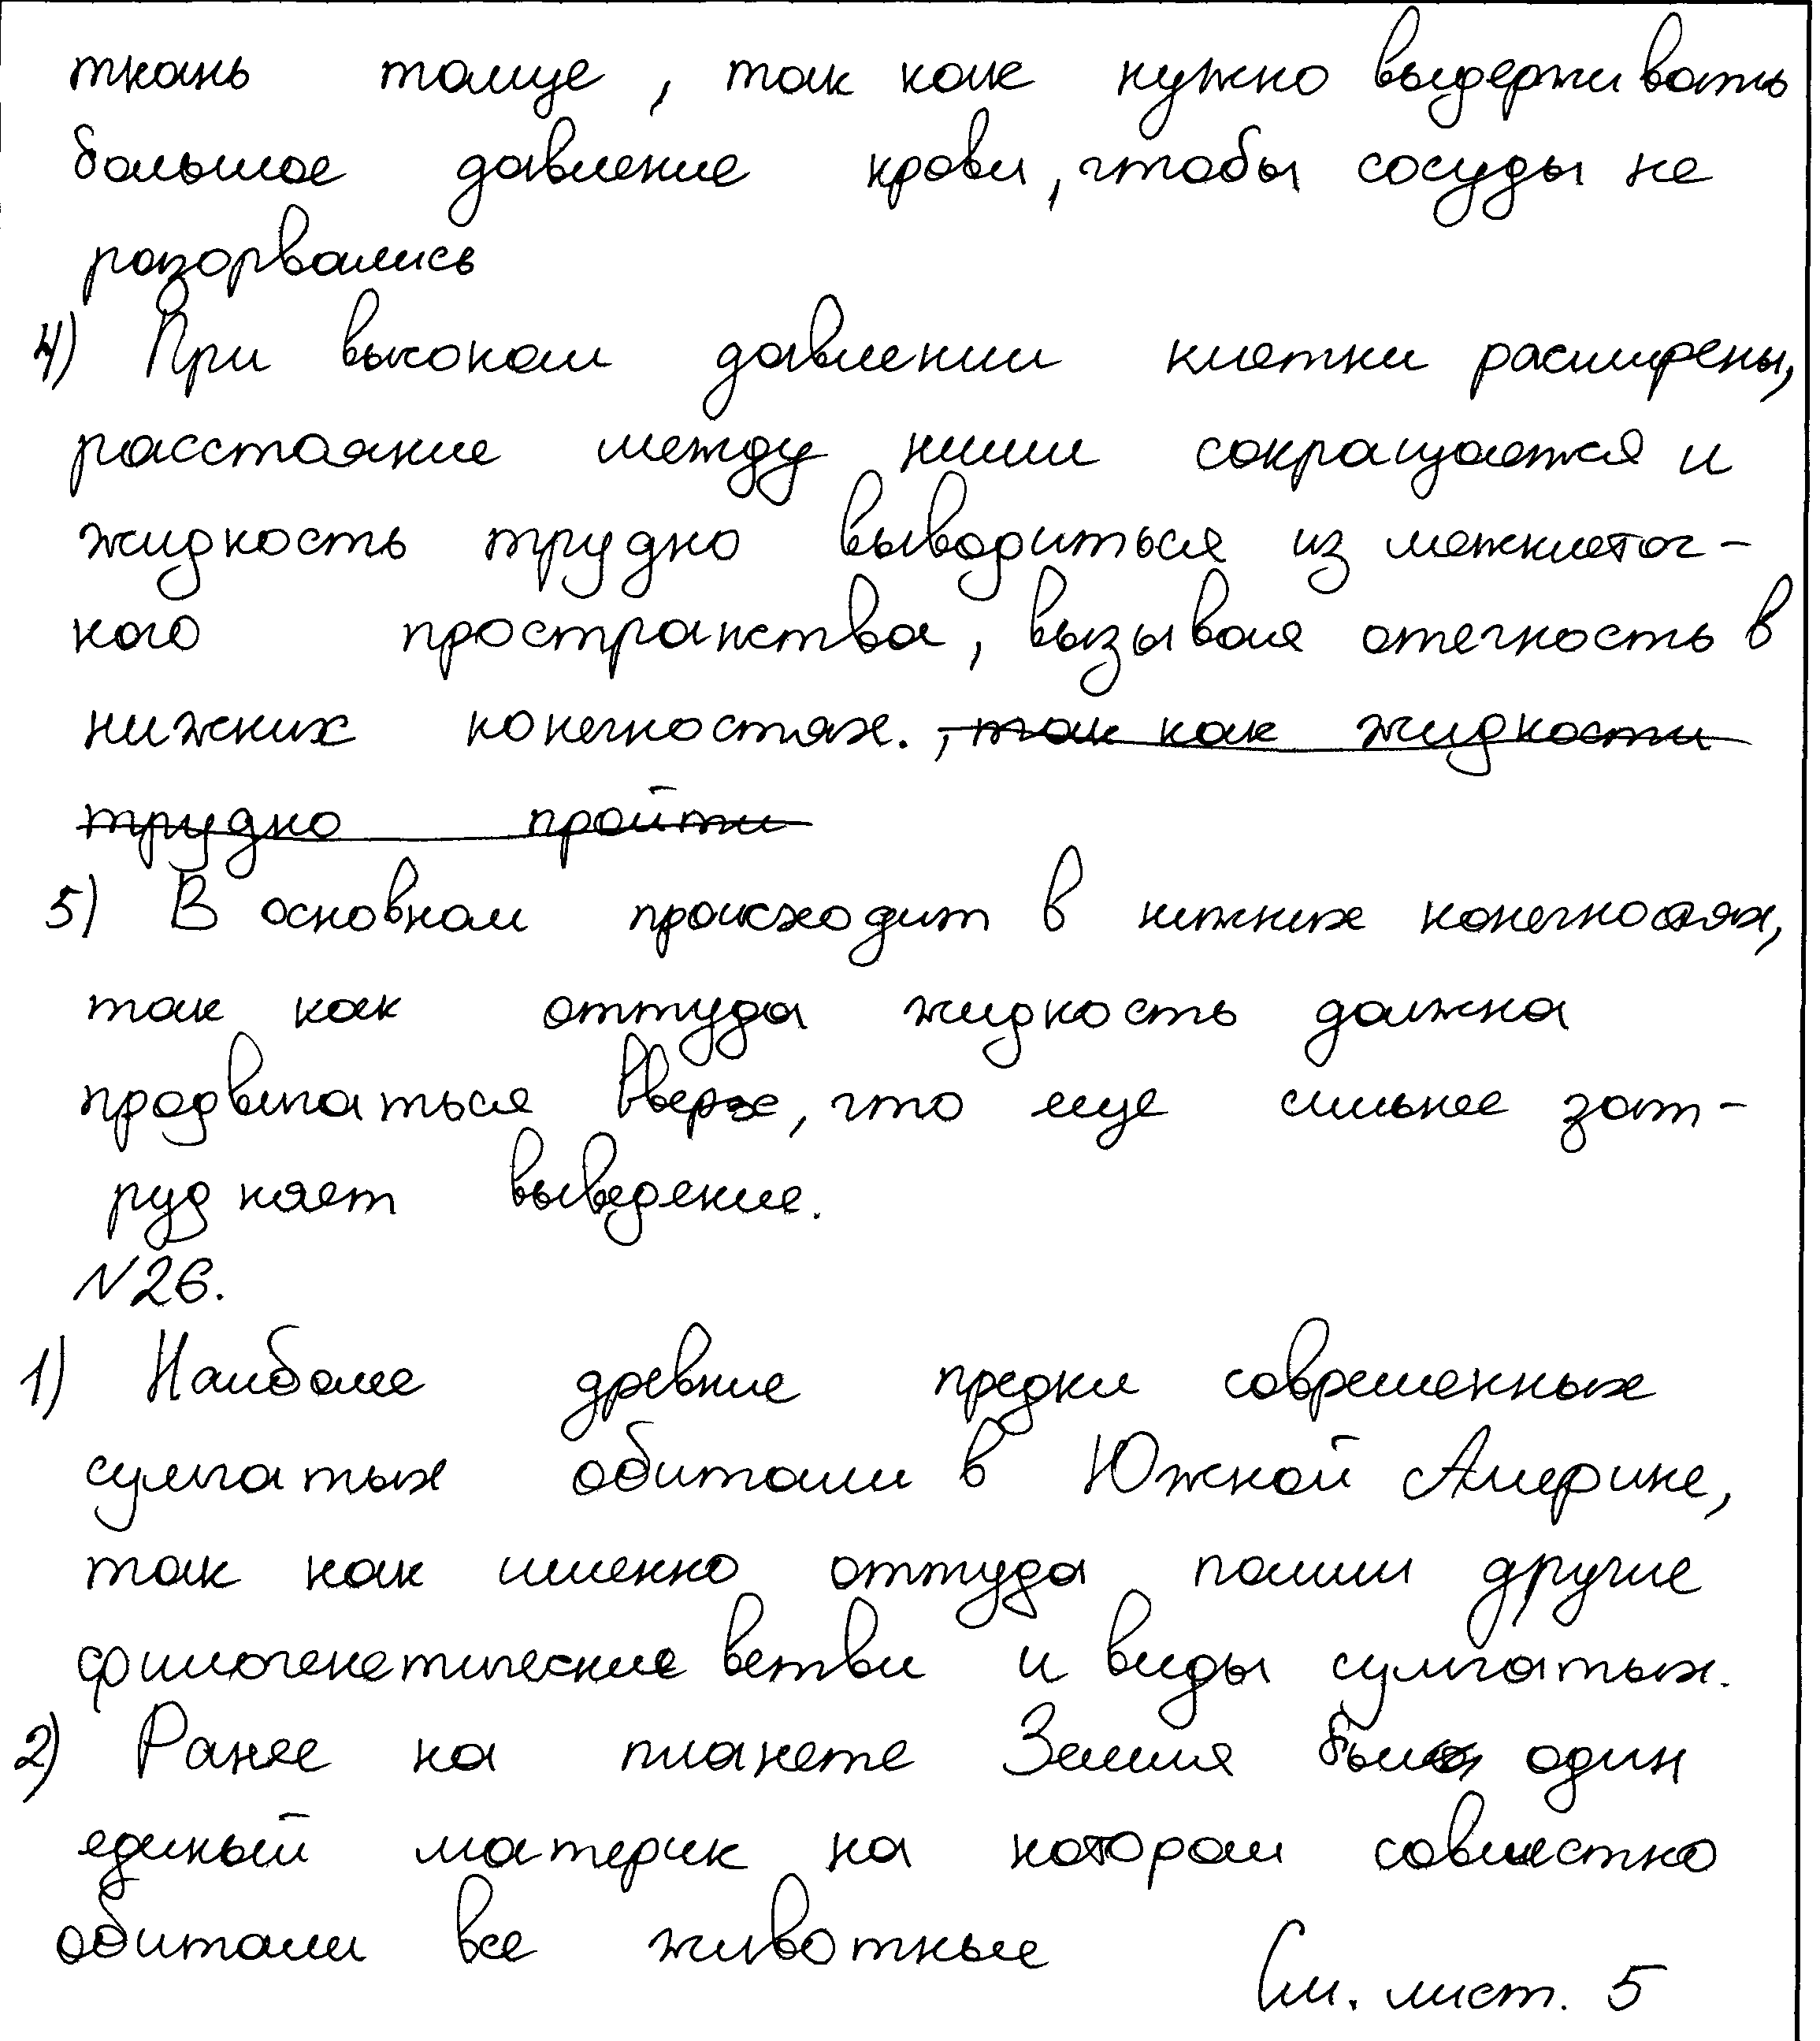 ткань толще, так как нужно выдерживать
большое давление крови, чтобы сосуды не
разорвались
4) При высоком давлении клетки расширены,
расстояние между ними сокращается и
жидкость трудно выводиться из межклеточ-
ного пространства, вызывая отечность в
нижних конечностях. , так как жидкости
трудно пройти
5) В основном происходит в нижних конечностях,
так как оттуда жидкость должна
продвигаться вверх, что еще сильнее зат-
рудняет выведение.
N26.
1) Наиболее древние предки современных
сумчатых обитали в Южной Америке,
так как именно оттуда пошли другие
филогенетические ветви и виды сумчатых.
2) Ранее на планете Земля был один
единый материк на котором совместно
обитали все животные
См. лист. 5